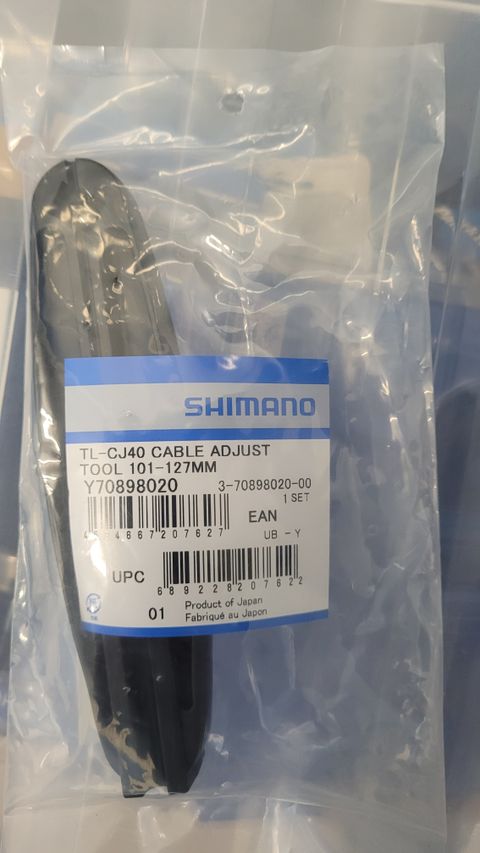 SHIMANO
TL-CJ40 CABLE ADJUST
TOOL 101-127MM
Y70898020 3-70898020-00
1 SET
EAN
4524667207627
UB - Y
UPC
689228207622
01 Product of Japan
Fabriqué au Japon